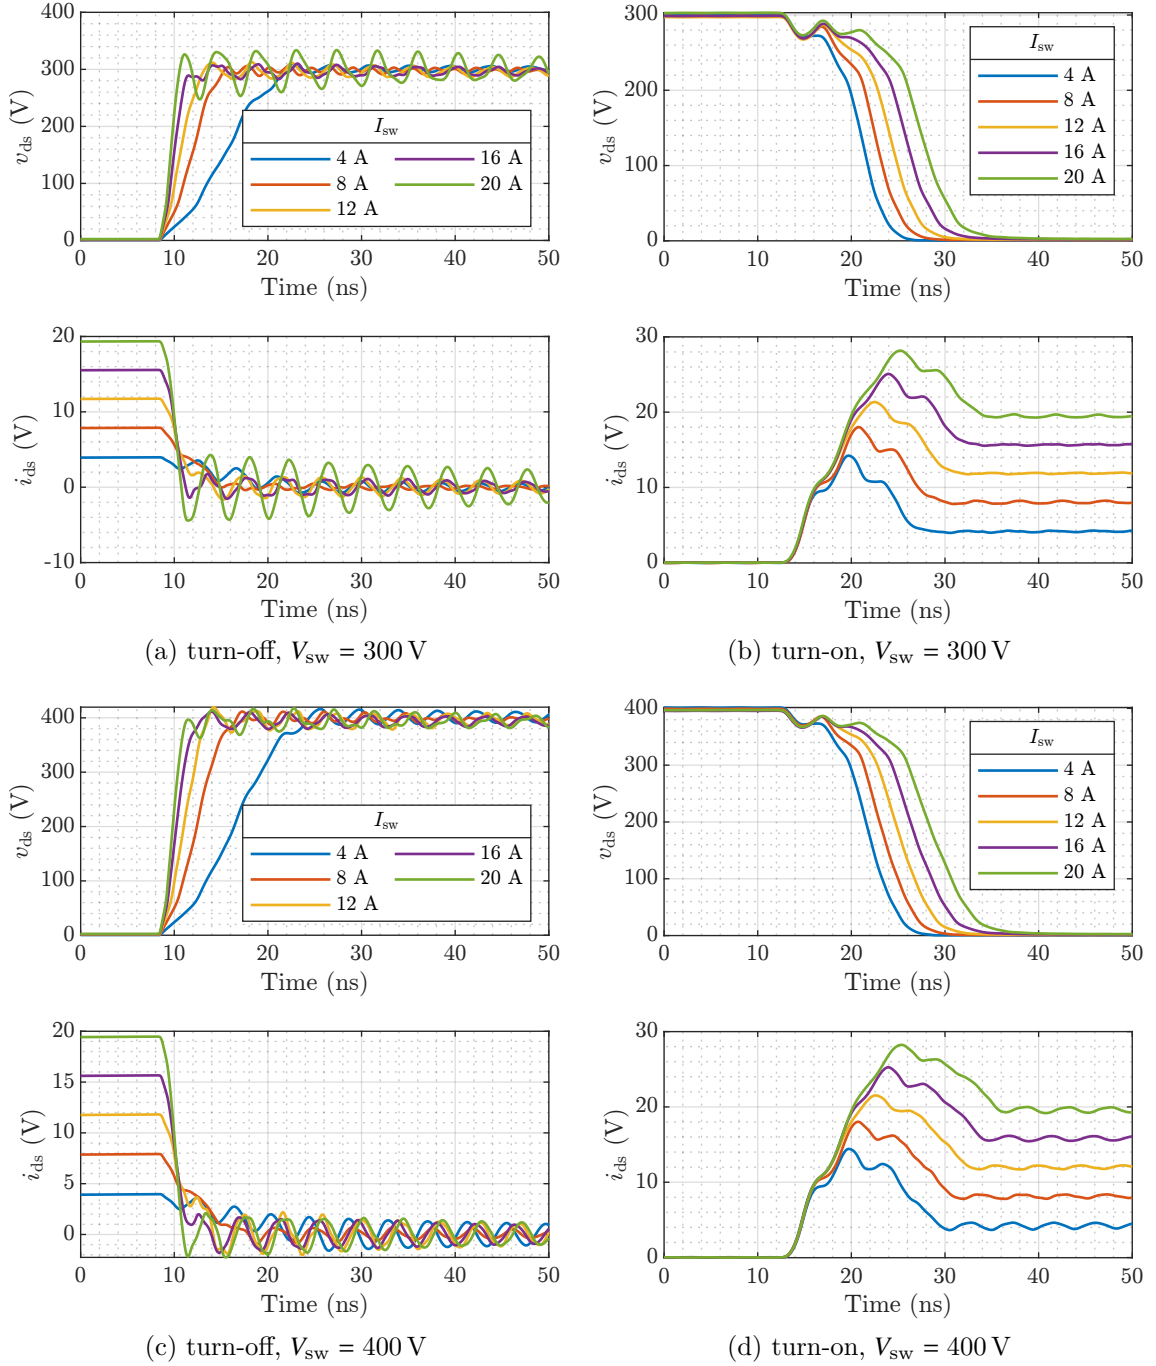 400
300
200
100
0
v_ds (V)
I_sw
4 A
8 A
12 A
16 A
20 A
0 10 20 30 40 50
Time (ns)
20
10
0
-10
i_ds (V)
0 10 20 30 40 50
Time (ns)
(a) turn-off, V_sw = 300 V
300
200
100
0
v_ds (V)
I_sw
4 A
8 A
12 A
16 A
20 A
0 10 20 30 40 50
Time (ns)
30
20
10
0
i_ds (V)
0 10 20 30 40 50
Time (ns)
(b) turn-on, V_sw = 300 V
400
300
200
100
0
v_ds (V)
I_sw
4 A
8 A
12 A
16 A
20 A
0 10 20 30 40 50
Time (ns)
20
15
10
5
0
i_ds (V)
0 10 20 30 40 50
Time (ns)
(c) turn-off, V_sw = 400 V
400
300
200
100
0
v_ds (V)
I_sw
4 A
8 A
12 A
16 A
20 A
0 10 20 30 40 50
Time (ns)
30
20
10
0
i_ds (V)
0 10 20 30 40 50
Time (ns)
(d) turn-on, V_sw = 400 V